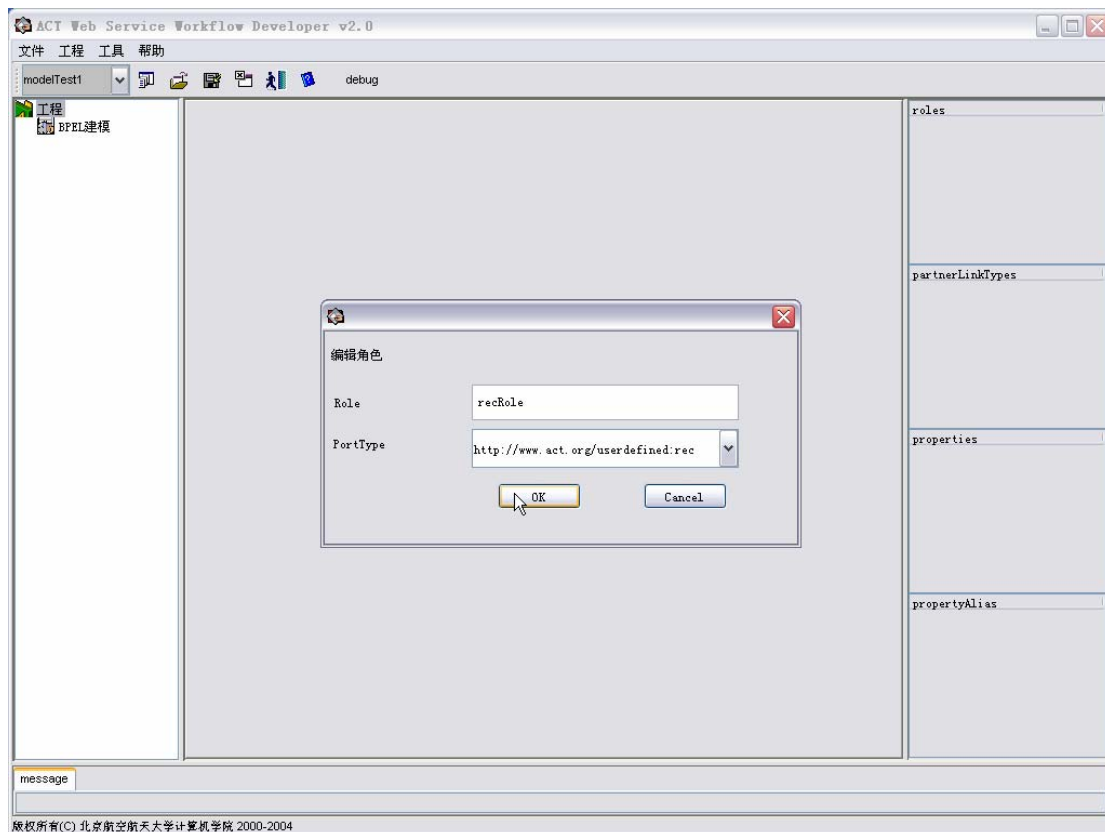 ACT Web Service Workflow Developer v2.0
文件 工程 工具 帮助
modelTest1 debug
工程
BPEL建模
roles
partnerLinkTypes
编辑角色
Role recRole
PortType http://www.act.org/userdefined:rec
OK Cancel
properties
propertyAlias
message
版权所有(C) 北京航空航天大学计算机学院 2000-2004